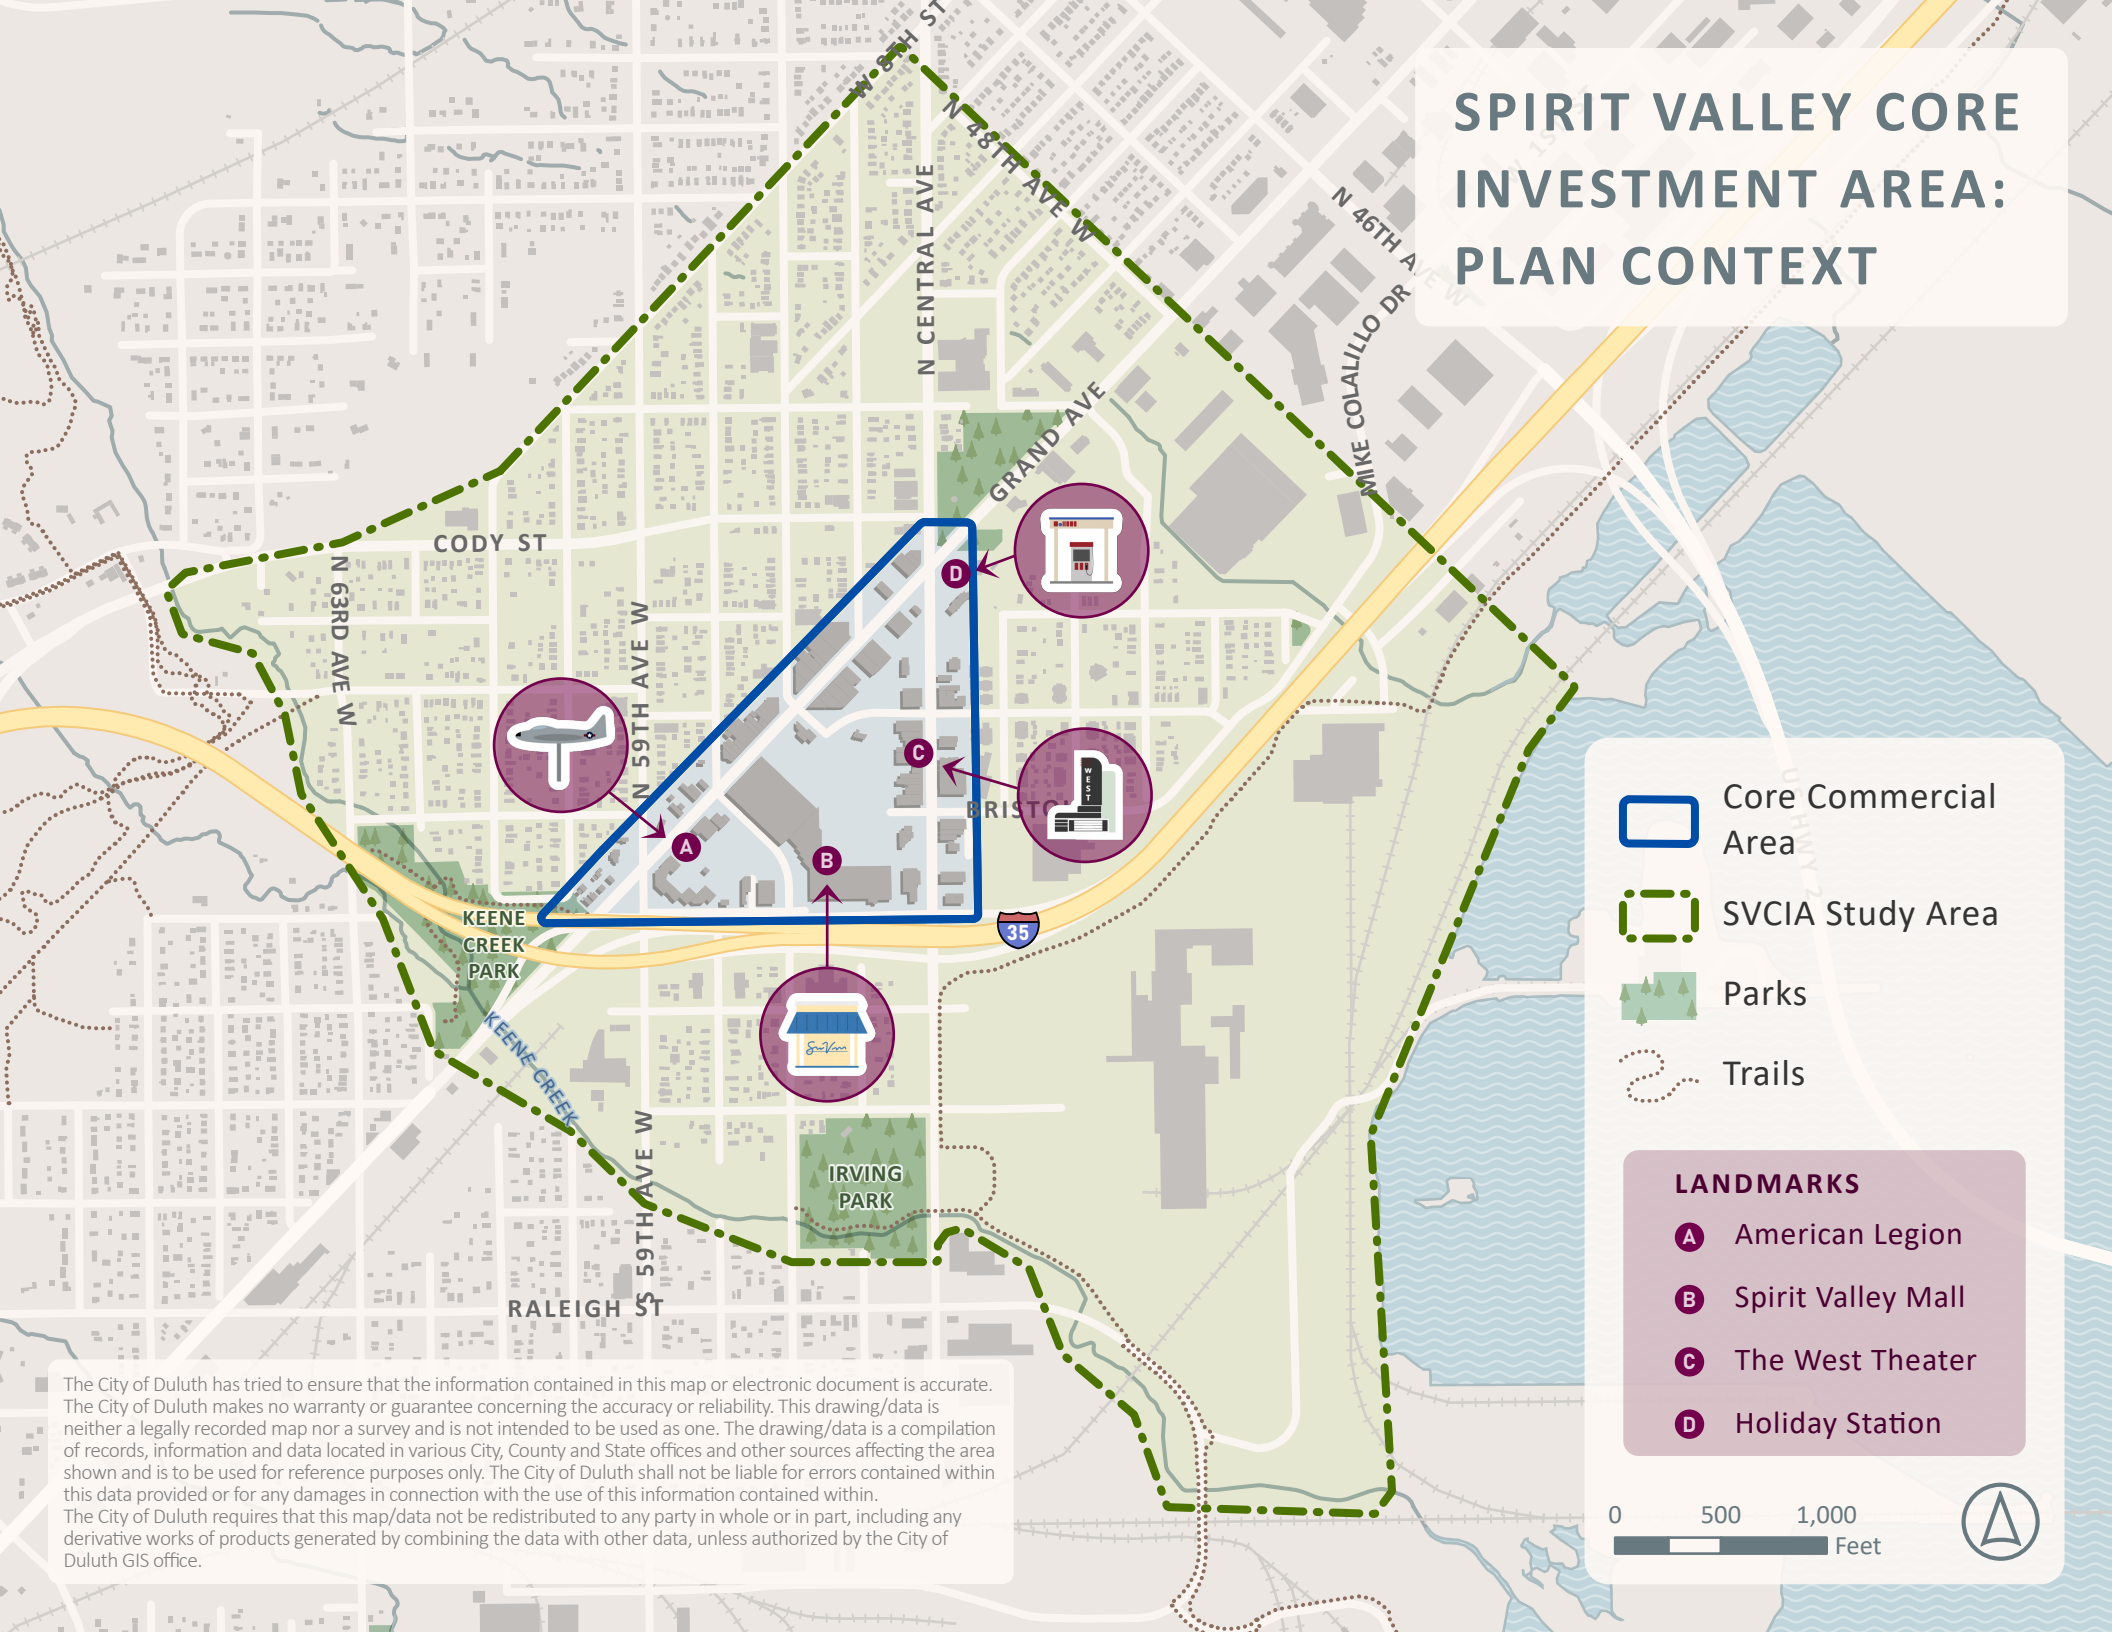 SPIRIT VALLEY CORE
INVESTMENT AREA:
PLAN CONTEXT
W 8TH ST
N 48TH AVE W
N CENTRAL AVE
N 46TH AVE W
MIKE COLALILLO DR
GRAND AVE
CODY ST
N 63RD AVE W
N 59TH AVE W
D
C
WEST
BRISTO
A
B
35
KEENE
CREEK
PARK
KEENE CREEK
IRVING
PARK
S 59TH AVE W
RALEIGH ST
US HWY 2
Core Commercial
Area
SVCIA Study Area
Parks
Trails
LANDMARKS
A American Legion
B Spirit Valley Mall
C The West Theater
D Holiday Station
0 500 1,000
Feet
The City of Duluth has tried to ensure that the information contained in this map or electronic document is accurate.
The City of Duluth makes no warranty or guarantee concerning the accuracy or reliability. This drawing/data is
neither a legally recorded map nor a survey and is not intended to be used as one. The drawing/data is a compilation
of records, information and data located in various City, County and State offices and other sources affecting the area
shown and is to be used for reference purposes only. The City of Duluth shall not be liable for errors contained within
this data provided or for any damages in connection with the use of this information contained within.
The City of Duluth requires that this map/data not be redistributed to any party in whole or in part, including any
derivative works of products generated by combining the data with other data, unless authorized by the City of
Duluth GIS office.